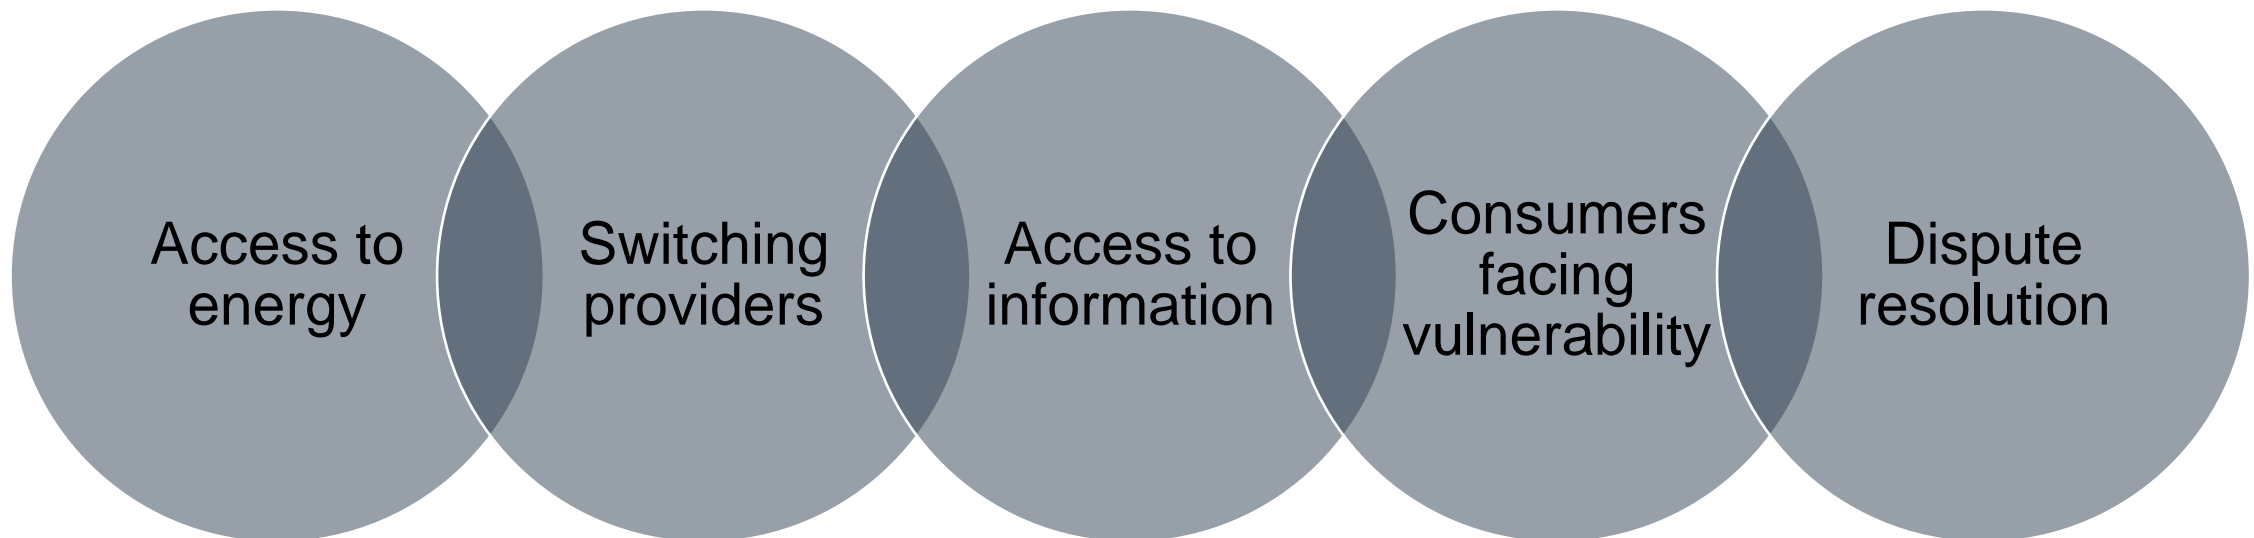 Access to
energy
Switching
providers
Access to
information
Consumers
facing
vulnerability
Dispute
resolution